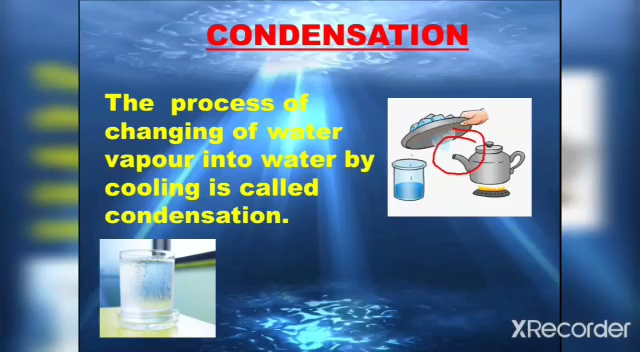 CONDENSATION
The process of
changing of water
vapour into water by
cooling is called
condensation.
XRecorder